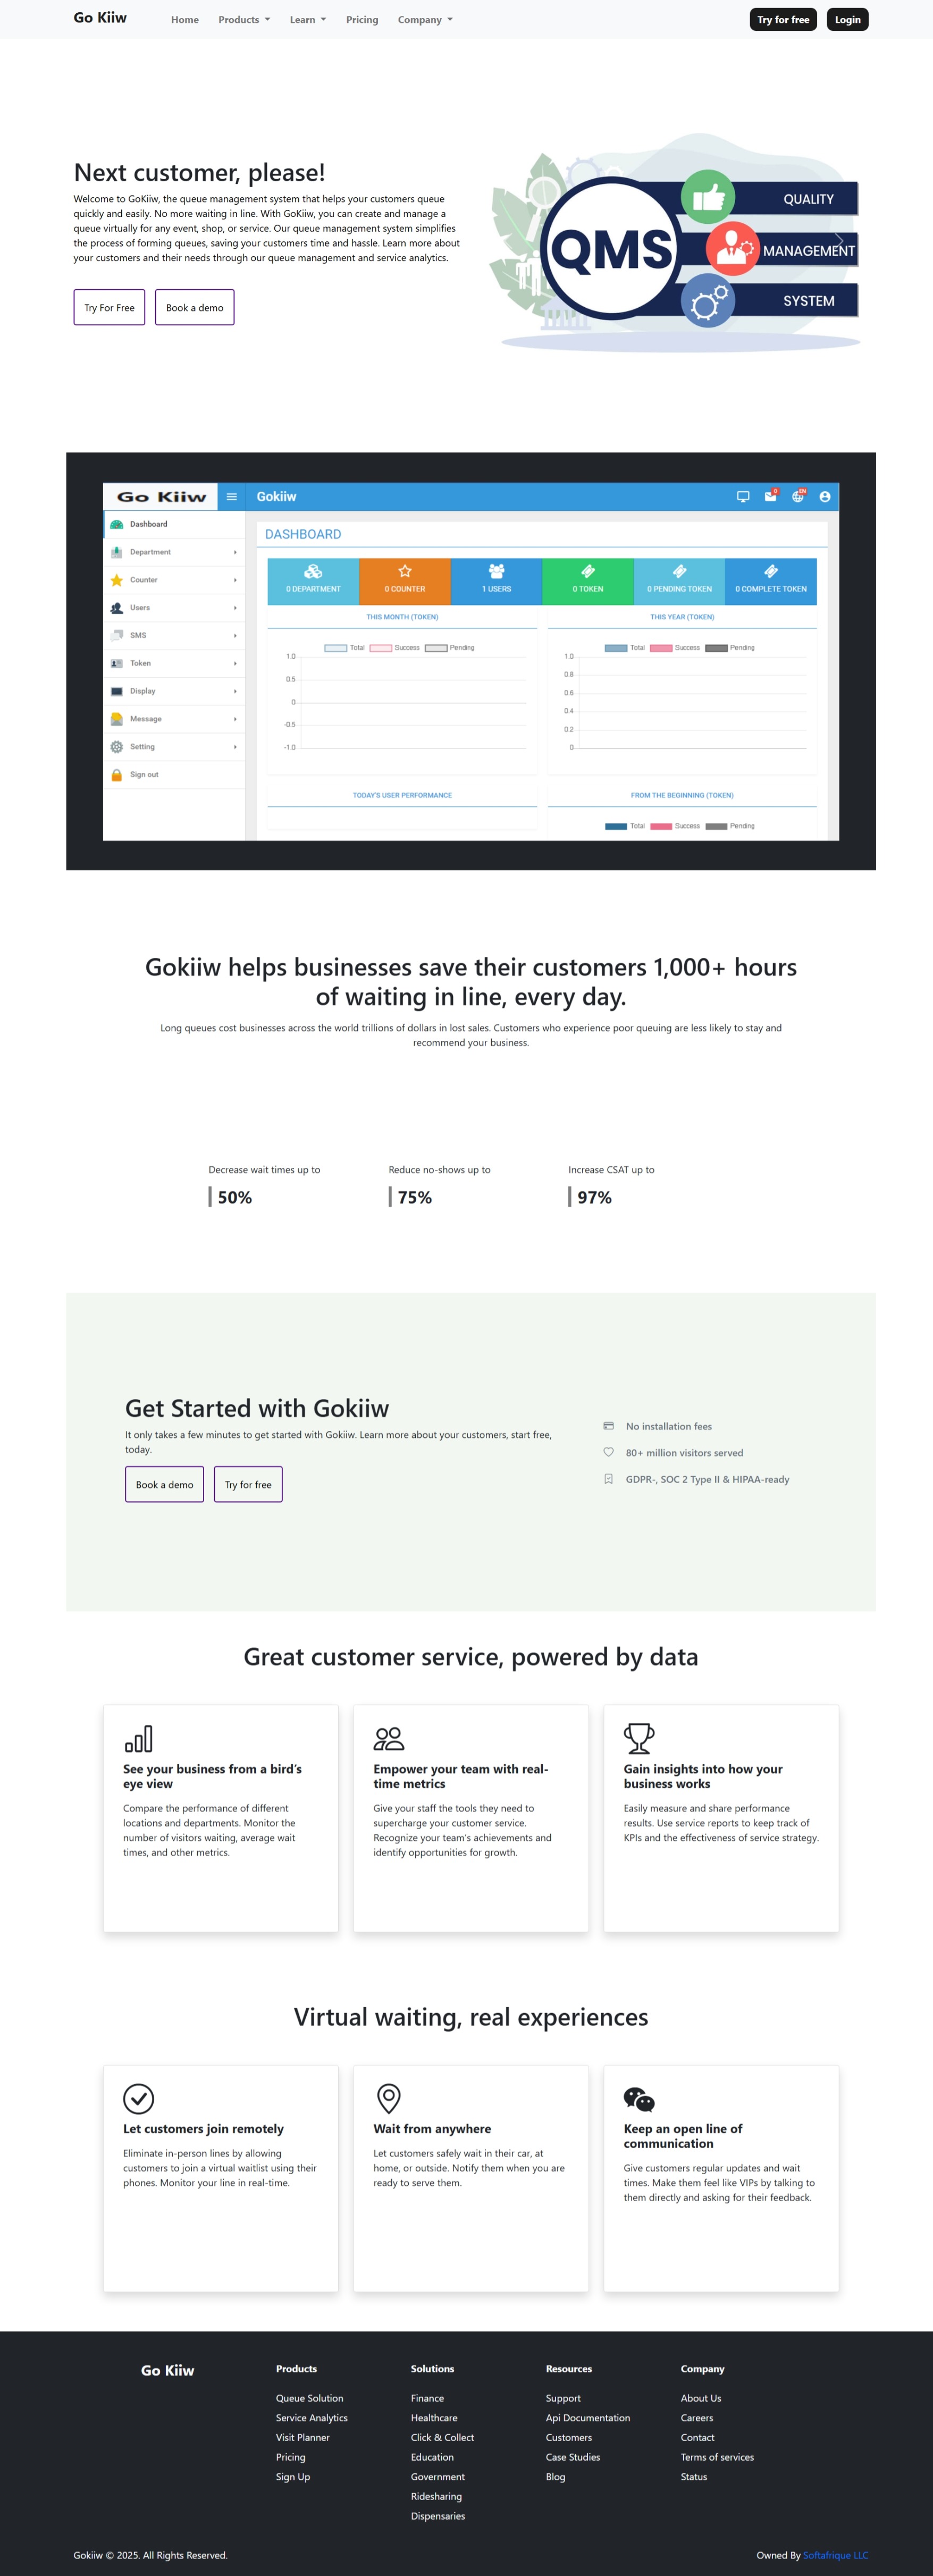 Go Kiiw
Home
Products
Learn
Pricing
Company
Try for free
Login
Next customer, please!
Welcome to GoKiiw, the queue management system that helps your customers queue
quickly and easily. No more waiting in line. With GoKiiw, you can create and manage a
queue virtually for any event, shop, or service. Our queue management system simplifies
the process of forming queues, saving your customers time and hassle. Learn more about
your customers and their needs through our queue management and service analytics.
Try For Free
Book a demo
QMS
QUALITY
MANAGEMENT
SYSTEM
Go Kiiw
Gokiiw
0
EN
Dashboard
Department
Counter
Users
SMS
Token
Display
Message
Setting
Sign out
DASHBOARD
0 DEPARTMENT
0 COUNTER
1 USERS
0 TOKEN
0 PENDING TOKEN
0 COMPLETE TOKEN
THIS MONTH (TOKEN)
Total Success Pending
1.0
0.5
0
-0.5
-1.0
THIS YEAR (TOKEN)
Total Success Pending
1.0
0.8
0.6
0.4
0.2
0
TODAY'S USER PERFORMANCE
FROM THE BEGINNING (TOKEN)
Total Success Pending
Gokiiw helps businesses save their customers 1,000+ hours
of waiting in line, every day.
Long queues cost businesses across the world trillions of dollars in lost sales. Customers who experience poor queuing are less likely to stay and
recommend your business.
Decrease wait times up to
50%
Reduce no-shows up to
75%
Increase CSAT up to
97%
Get Started with Gokiiw
It only takes a few minutes to get started with Gokiiw. Learn more about your customers, start free,
today.
Book a demo
Try for free
No installation fees
80+ million visitors served
GDPR-, SOC 2 Type II & HIPAA-ready
Great customer service, powered by data
See your business from a bird's
eye view
Compare the performance of different
locations and departments. Monitor the
number of visitors waiting, average wait
times, and other metrics.
Empower your team with real-
time metrics
Give your staff the tools they need to
supercharge your customer service.
Recognize your team's achievements and
identify opportunities for growth.
Gain insights into how your
business works
Easily measure and share performance
results. Use service reports to keep track of
KPIs and the effectiveness of service strategy.
Virtual waiting, real experiences
Let customers join remotely
Eliminate in-person lines by allowing
customers to join a virtual waitlist using their
phones. Monitor your line in real-time.
Wait from anywhere
Let customers safely wait in their car, at
home, or outside. Notify them when you are
ready to serve them.
Keep an open line of
communication
Give customers regular updates and wait
times. Make them feel like VIPs by talking to
them directly and asking for their feedback.
Go Kiiw
Products
Queue Solution
Service Analytics
Visit Planner
Pricing
Sign Up
Solutions
Finance
Healthcare
Click & Collect
Education
Government
Ridesharing
Dispensaries
Resources
Support
Api Documentation
Customers
Case Studies
Blog
Company
About Us
Careers
Contact
Terms of services
Status
Gokiiw © 2025. All Rights Reserved.
Owned By Softafrique LLC